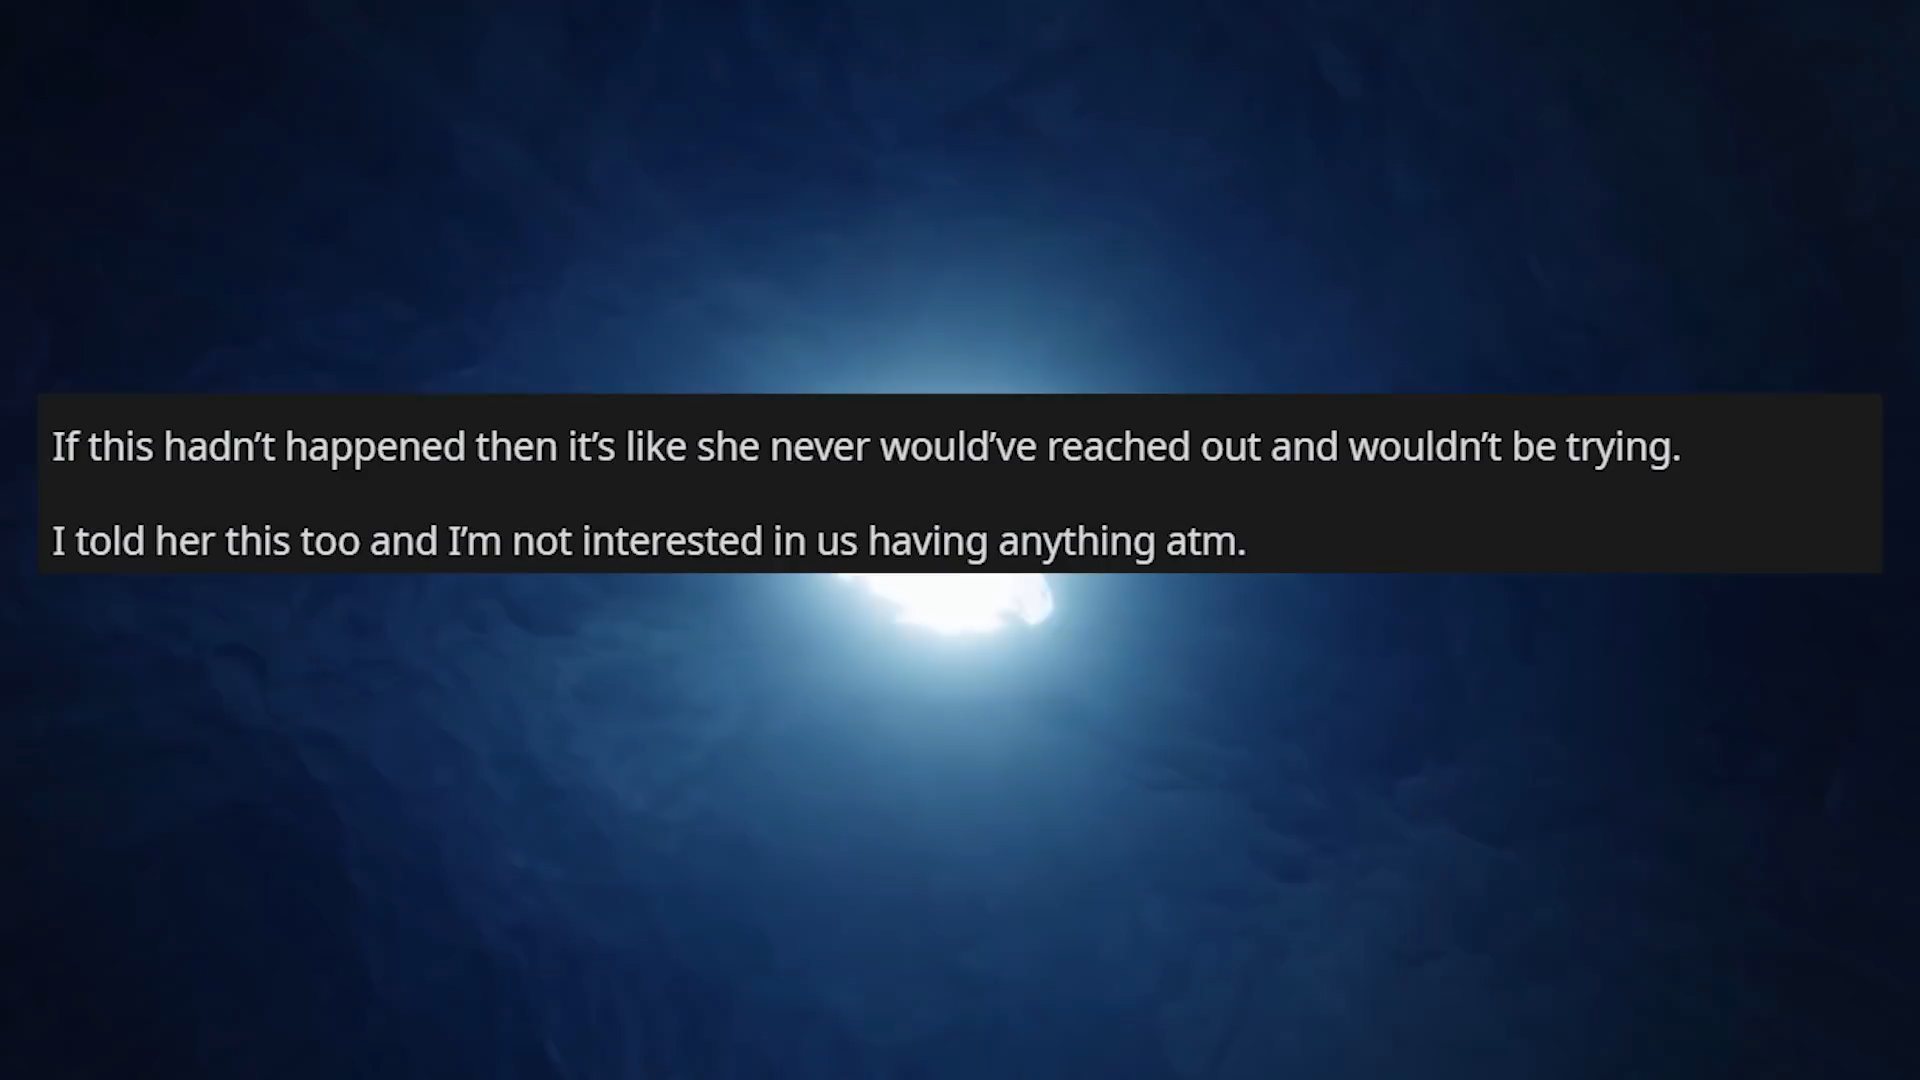 If this hadn’t happened then it’s like she never would’ve reached out and wouldn’t be trying.
I told her this too and I’m not interested in us having anything atm.